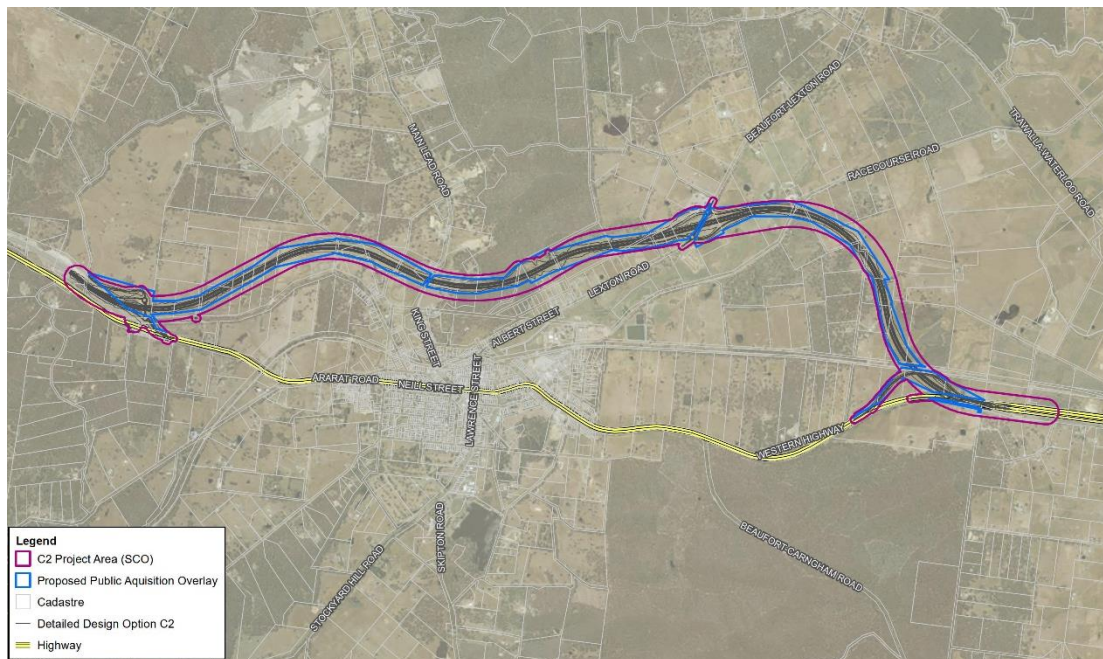 BEAUFORT-LEXTON ROAD
TRAWALLA-WATERLOO ROAD
MAIN LEAD ROAD
RACECOURSE ROAD
LEXTON ROAD
KING STREET
ALBERT STREET
ARARAT ROAD
NEILL STREET
LAWRENCE STREET
WESTERN HIGHWAY
SKIPTON ROAD
STOCKYARD HILL ROAD
BEAUFORT-CARNGHAM ROAD
Legend
C2 Project Area (SCO)
Proposed Public Aquisition Overlay
Cadastre
Detailed Design Option C2
Highway